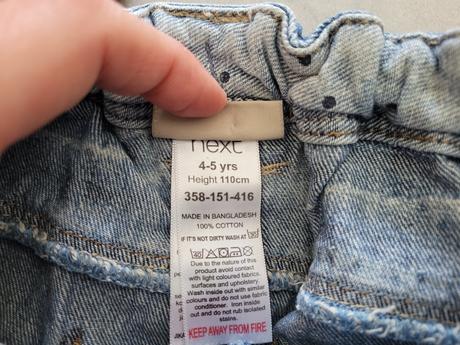 next
4-5 yrs
Height 110cm
358-151-416
MADE IN BANGLADESH
100% COTTON
IF IT'S NOT DIRTY WASH AT
Due to the nature of this
product avoid contact
with light coloured fabrics,
surfaces and upholstery.
Wash inside out with similar
colours and do not use fabric
conditioner. Iron inside
out and do not rub isolated
stains.
KEEP AWAY FROM FIRE